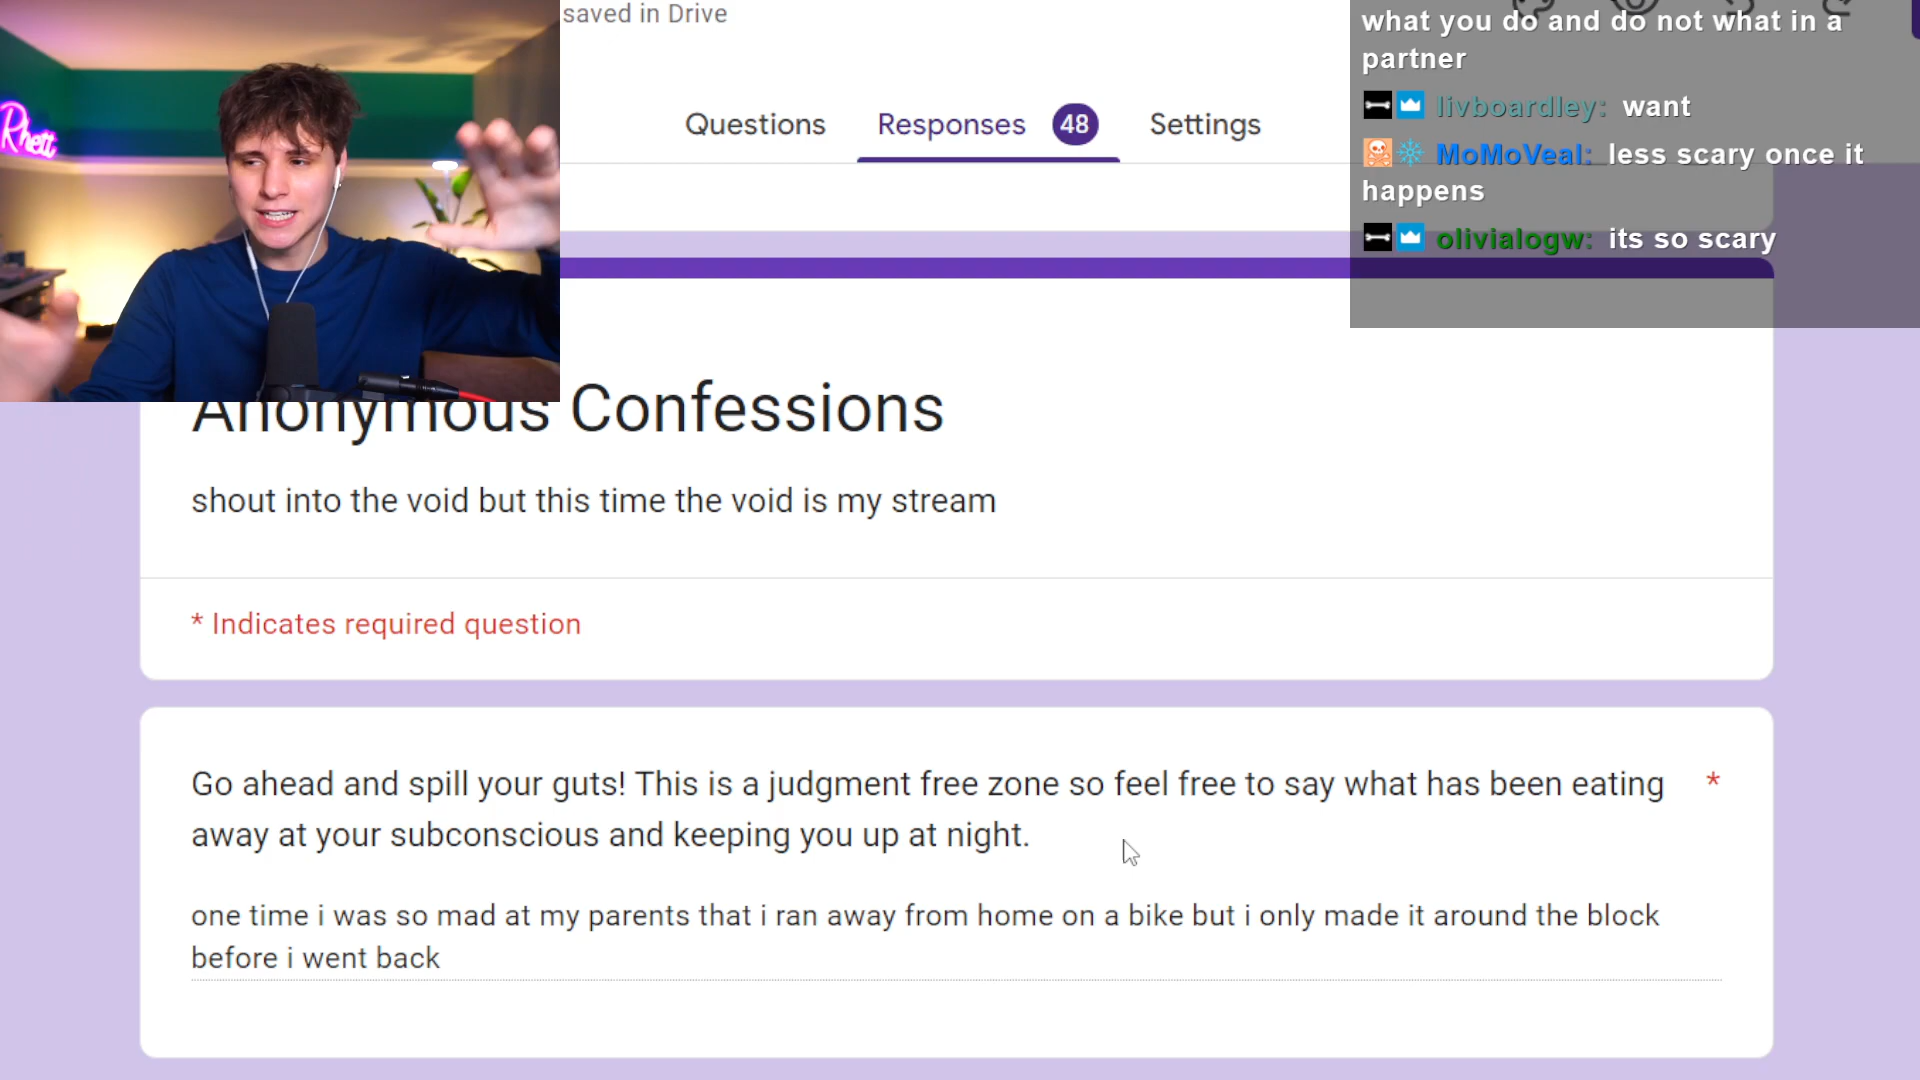 saved in Drive
Rhett
Questions
Responses 48
Settings
what you do and do not what in a
partner
livboardley: want
MoMoVeal: less scary once it
happens
olivialogw: its so scary
Anonymous Confessions
shout into the void but this time the void is my stream
* Indicates required question
Go ahead and spill your guts! This is a judgment free zone so feel free to say what has been eating *
away at your subconscious and keeping you up at night.
one time i was so mad at my parents that i ran away from home on a bike but i only made it around the block
before i went back